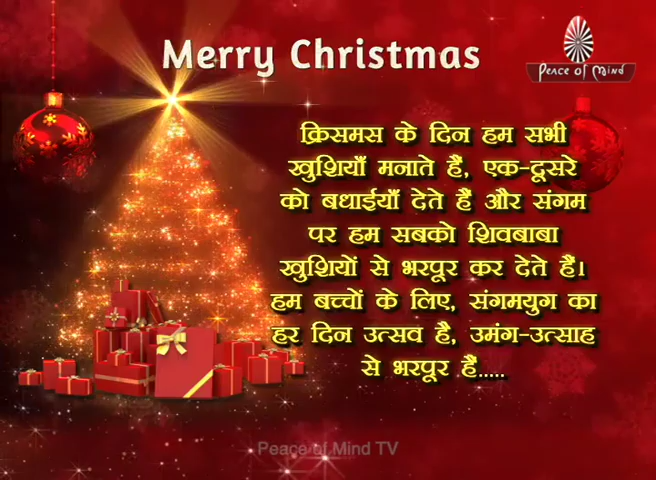 Merry Christmas
Peace of Mind
क्रिसमस के दिन हम सभी
खुशियाँ मनाते हैं, एक-दूसरे
को बधाईयाँ देते हैं और संगम
पर हम सबको शिवबाबा
खुशियों से भरपूर कर देते हैं।
हम बच्चों के लिए, संगमयुग का
हर दिन उत्सव है, उमंग-उत्साह
से भरपूर हैं.....
Peace of Mind TV